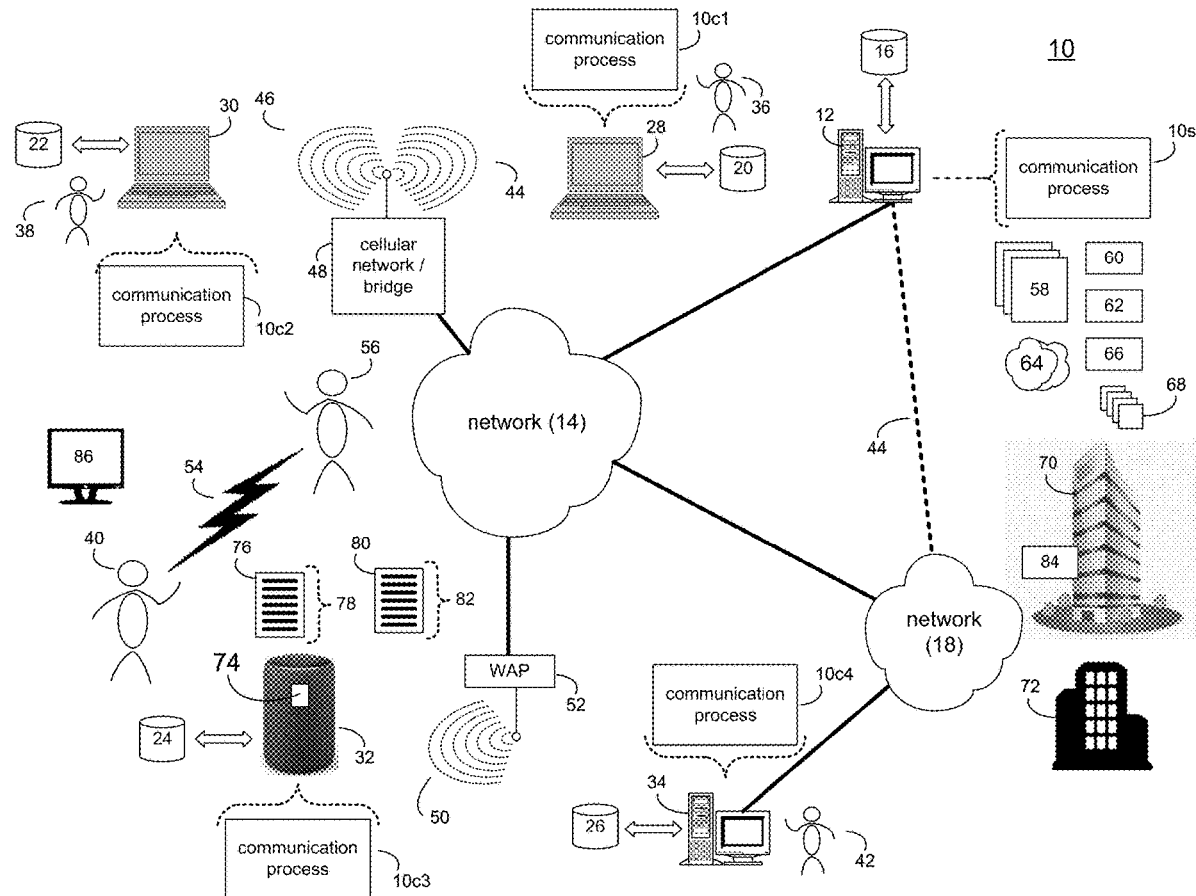 10c1
communication
process
16
10
30
46
36
12
10s
22
28
communication
process
20
44
38
48
cellular
network /
bridge
60
58
communication
process
62
10c2
56
64
66
68
network (14)
86
54
44
70
40
76
80
84
78
82
network
(18)
74
WAP
10c4
52
communication
process
72
24
32
50
34
26
42
communication
process
10c3